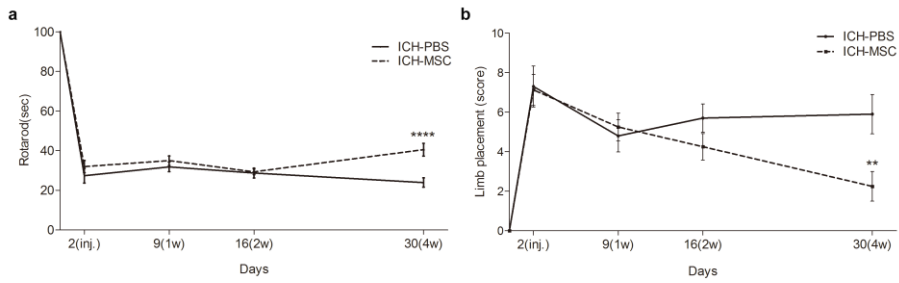 a
Rotarod(sec)
100
80
60
40
20
0
ICH-PBS
ICH-MSC
****
2(inj.) 9(1w) 16(2w) 30(4w)
Days
b
Limb placement (score)
10
8
6
4
2
0
ICH-PBS
ICH-MSC
**
2(inj.) 9(1w) 16(2w) 30(4w)
Days